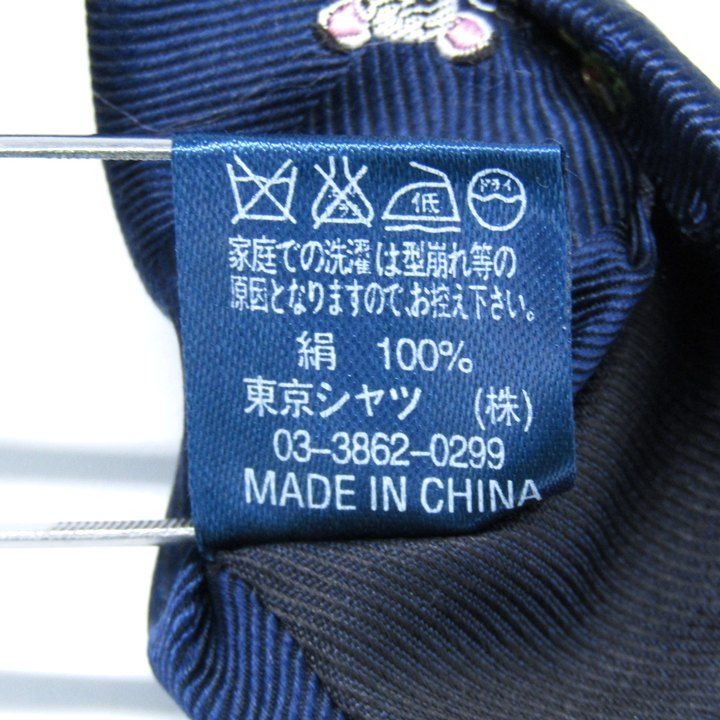 低 ドライ
家庭での洗濯は型崩れ等の
原因となりますので、お控え下さい。
絹 100%
東京シャツ (株)
03-3862-0299
MADE IN CHINA